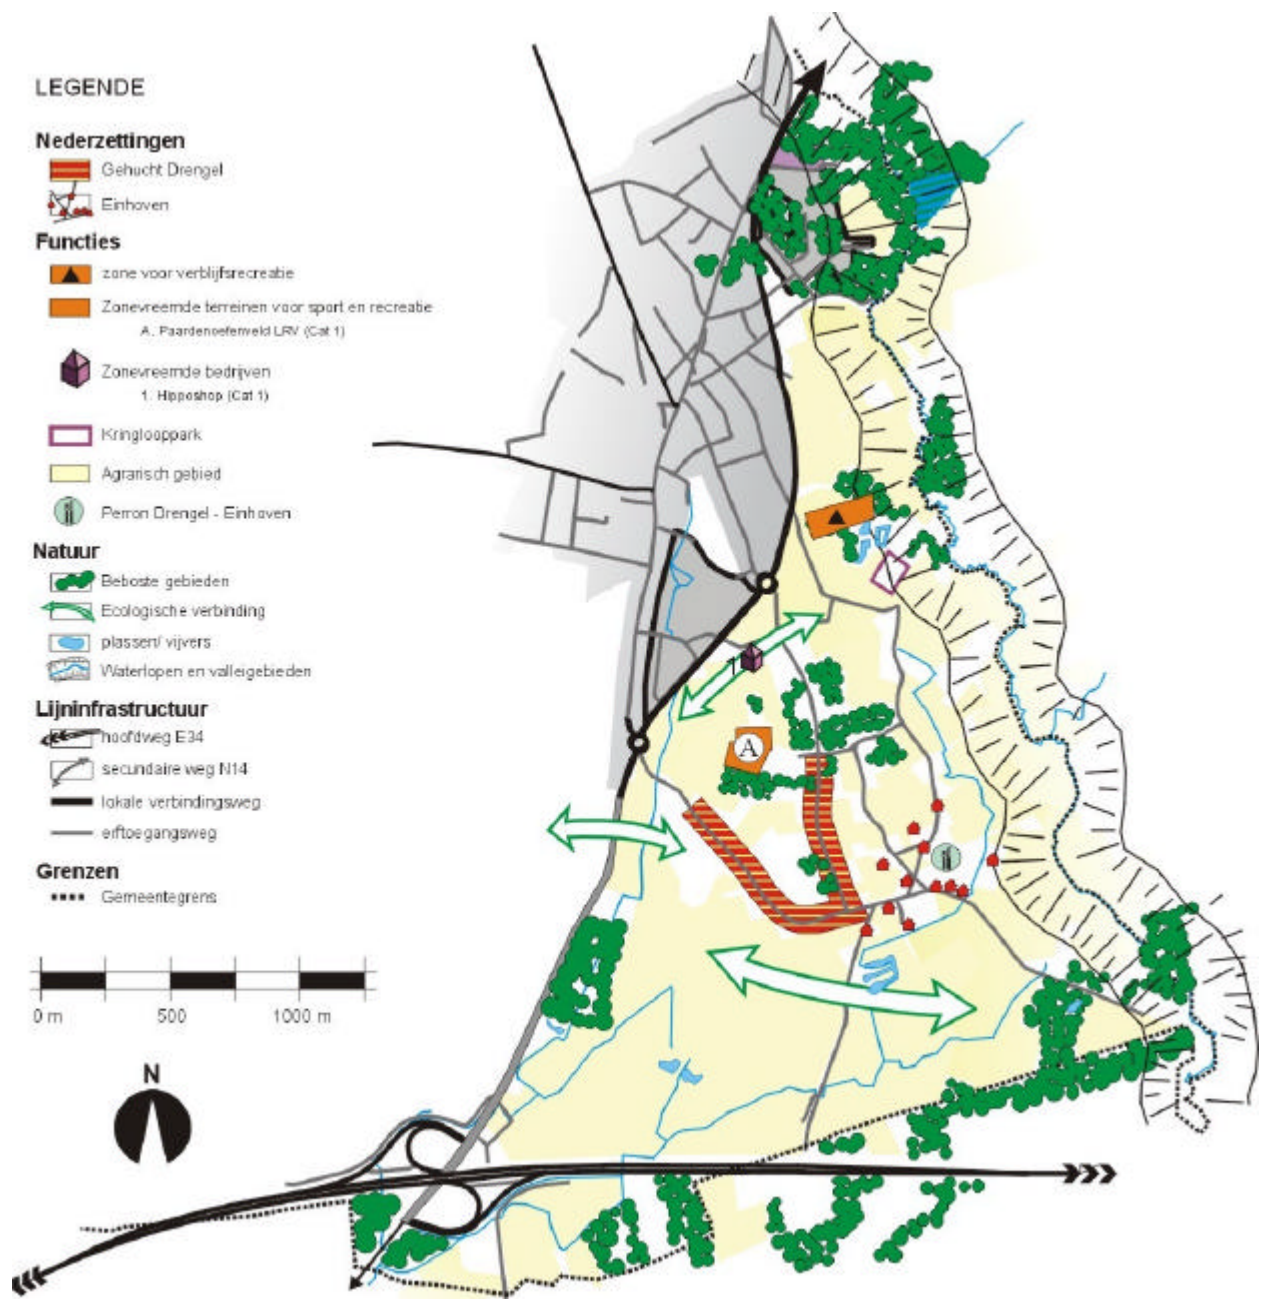 LEGENDE
Nederzettingen
Gehucht Drengel
Einhoven
Functies
zone voor verblijfsrecreatie
Zonevreemde terreinen voor sport en recreatie
A. Paardenoefenveld LRV (Cat 1)
Zonevreemde bedrijven
1. Hipposhop (Cat 1)
Kringlooppark
Agrarisch gebied
Perron Drengel - Einhoven
Natuur
Beboste gebieden
Ecologische verbinding
plassen/ vijvers
Waterlopen en valleigebieden
Lijninfrastructuur
hoofdweg E34
secundaire weg N14
lokale verbindingsweg
erftoegangsweg
Grenzen
Gemeentegrens
0 m 500 1000 m
N
1
A